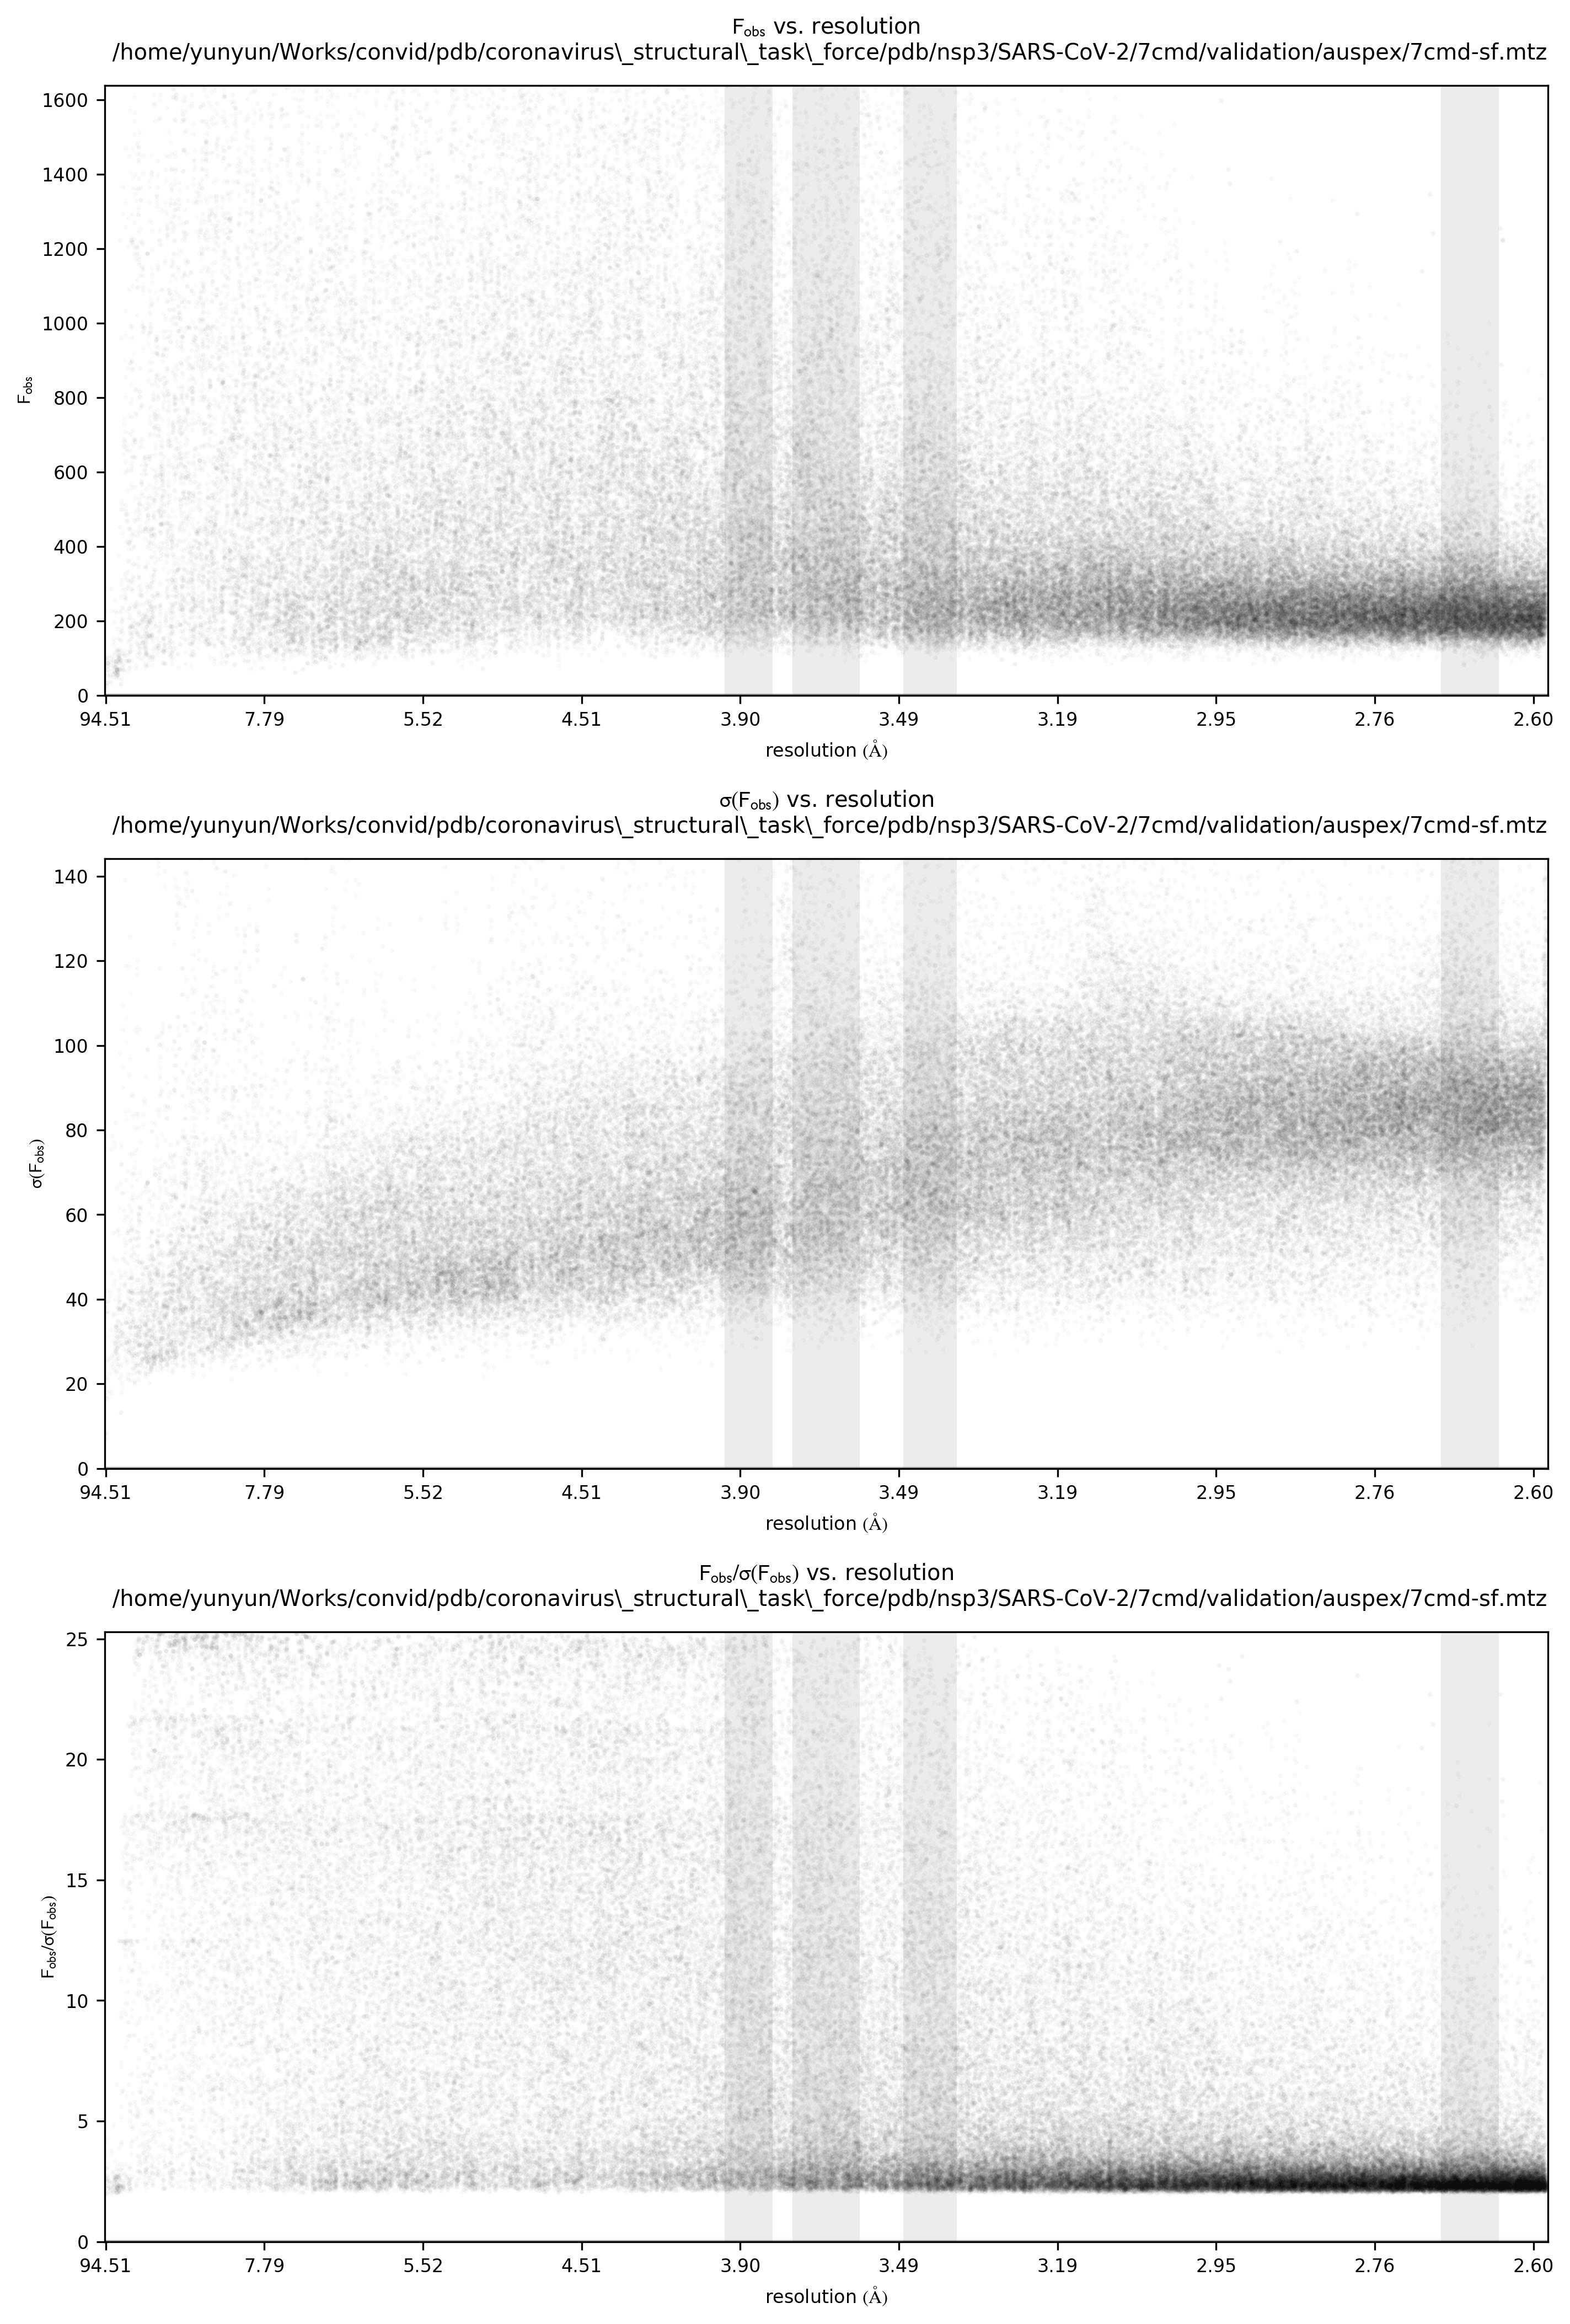 Fobs vs. resolution
/home/yunyun/Works/convid/pdb/coronavirus\_structural\_task\_force/pdb/nsp3/SARS-CoV-2/7cmd/validation/auspex/7cmd-sf.mtz
1600
1400
1200
1000
800
600
400
200
0
Fobs
94.51 7.79 5.52 4.51 3.90 3.49 3.19 2.95 2.76 2.60
resolution (Å)
σ(Fobs) vs. resolution
/home/yunyun/Works/convid/pdb/coronavirus\_structural\_task\_force/pdb/nsp3/SARS-CoV-2/7cmd/validation/auspex/7cmd-sf.mtz
140
120
100
80
60
40
20
0
σ(Fobs)
94.51 7.79 5.52 4.51 3.90 3.49 3.19 2.95 2.76 2.60
resolution (Å)
Fobs/σ(Fobs) vs. resolution
/home/yunyun/Works/convid/pdb/coronavirus\_structural\_task\_force/pdb/nsp3/SARS-CoV-2/7cmd/validation/auspex/7cmd-sf.mtz
25
20
15
10
5
0
Fobs/σ(Fobs)
94.51 7.79 5.52 4.51 3.90 3.49 3.19 2.95 2.76 2.60
resolution (Å)